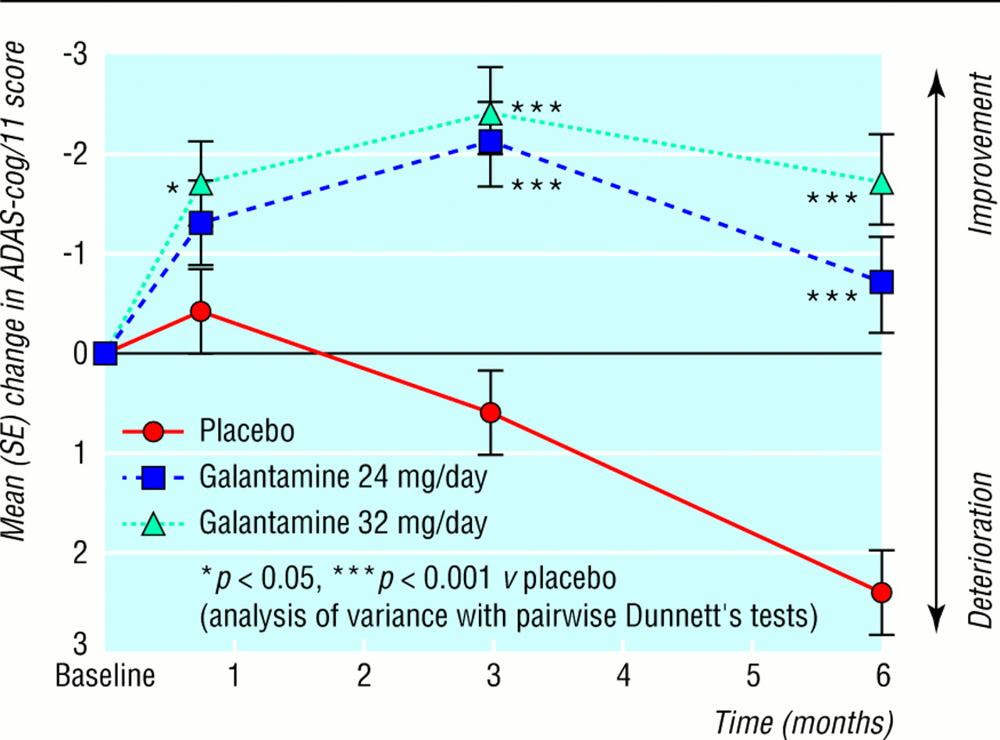 Mean (SE) change in ADAS-cog/11 score
-3
-2
-1
0
1
2
3
* * *
*
* * *
* * *
* * *
Placebo
Galantamine 24 mg/day
Galantamine 32 mg/day
*p < 0.05, ***p < 0.001 v placebo
(analysis of variance with pairwise Dunnett's tests)
Baseline 1 2 3 4 5 6
Time (months)
Improvement
Deterioration